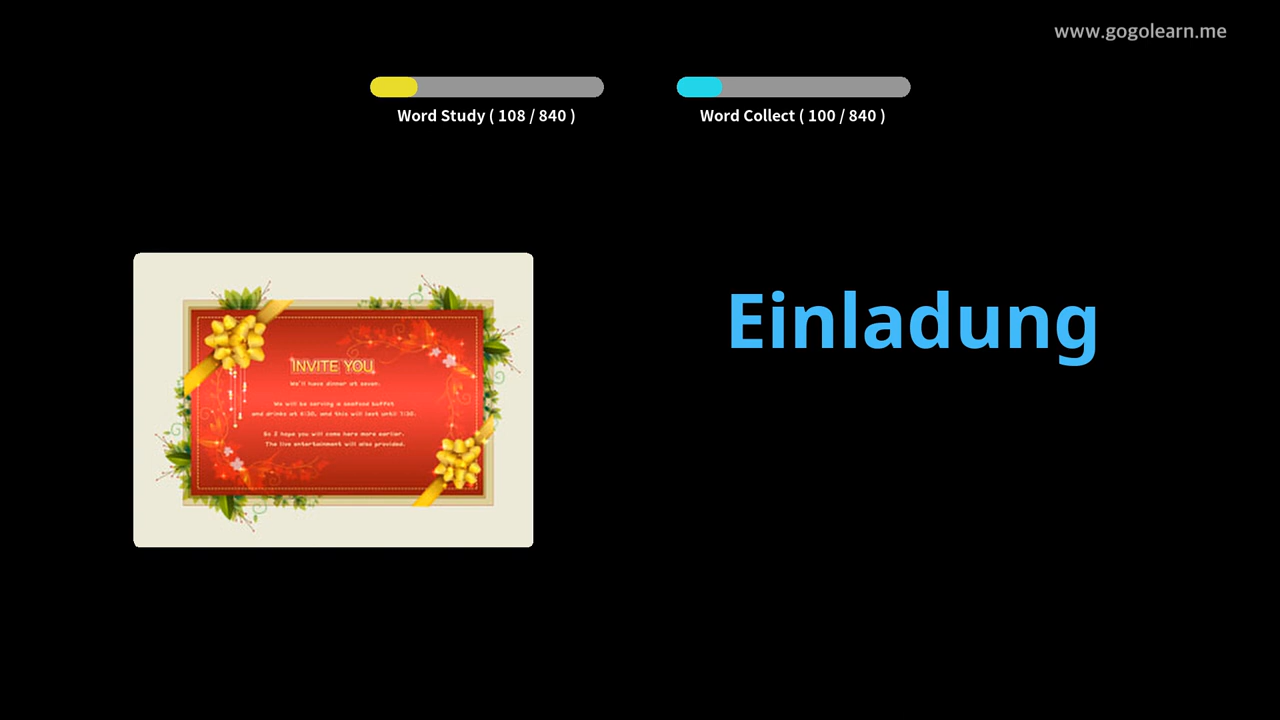 www.gogolearn.me
Word Study ( 108 / 840 )
Word Collect ( 100 / 840 )
INVITE YOU
We'll have dinner at seven.
We will be serving a seafood buffet
and drinks at 6:30, and this will last until 7:30.
So I hope you will come here more earlier.
The live entertainment will also provided.
Einladung